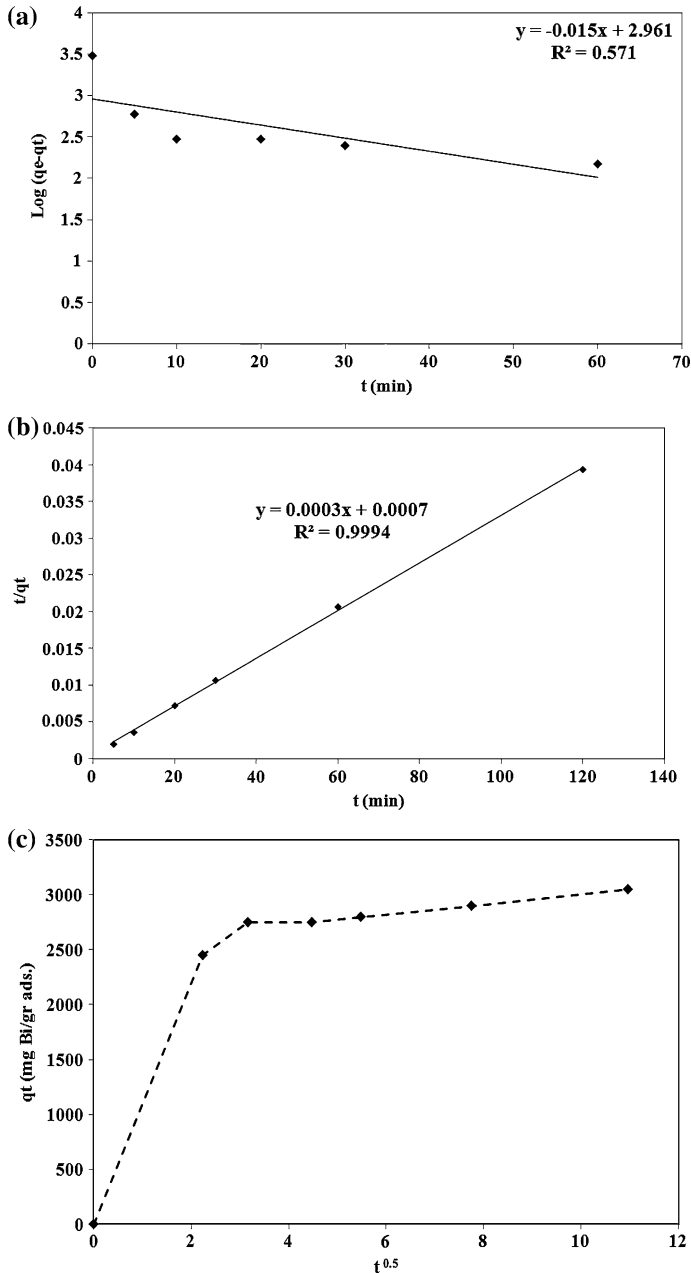 (a)
4
3.5
3
2.5
2
1.5
1
0.5
0
Log (qe-qt)
y = -0.015x + 2.961
R² = 0.571
0 10 20 30 40 50 60 70
t (min)
(b)
0.045
0.04
0.035
0.03
0.025
0.02
0.015
0.01
0.005
0
t/qt
y = 0.0003x + 0.0007
R² = 0.9994
0 20 40 60 80 100 120 140
t (min)
(c)
3500
3000
2500
2000
1500
1000
500
0
qt (mg Bi/gr ads.)
0 2 4 6 8 10 12
t^0.5